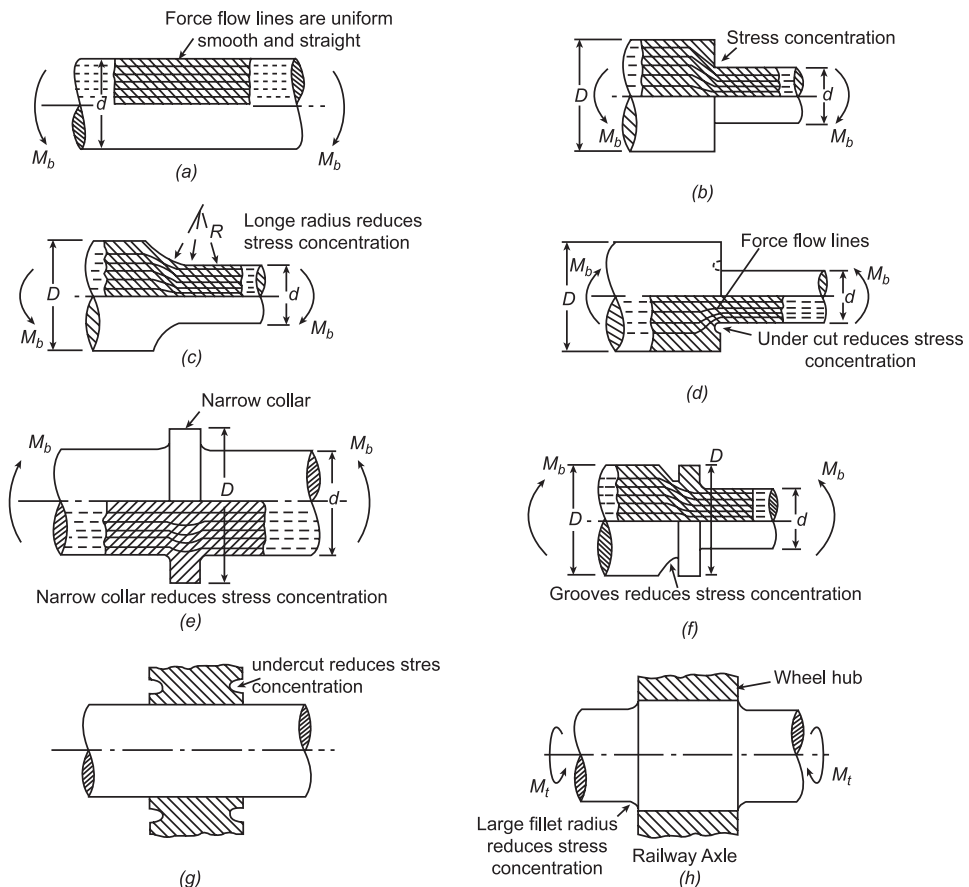 Force flow lines are uniform
smooth and straight
d
M_b
M_b
(a)
Stress concentration
D
d
M_b
M_b
(b)
Longe radius reduces
stress concentration
R
D
d
M_b
M_b
(c)
Force flow lines
M_b
M_b
D
d
Under cut reduces stress
concentration
(d)
Narrow collar
M_b
M_b
D
d
Narrow collar reduces stress concentration
(e)
M_b
D
M_b
D
d
Grooves reduces stress concentration
(f)
undercut reduces stres
concentration
(g)
Wheel hub
M_t
M_t
Large fillet radius
reduces stress
concentration
Railway Axle
(h)